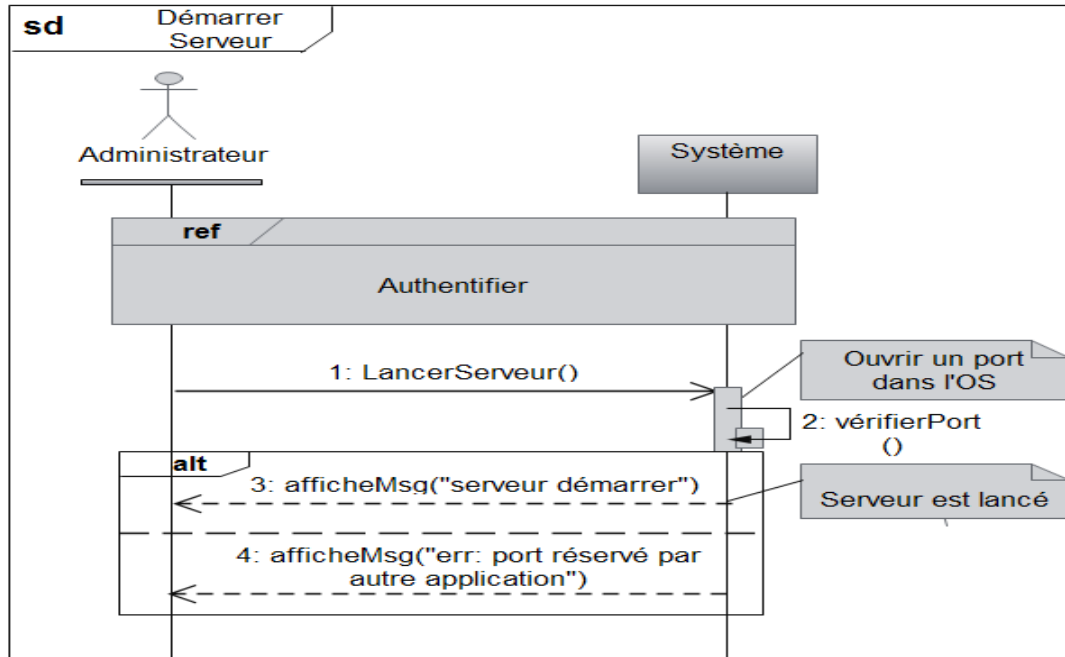 sd
Démarrer
Serveur
Administrateur
Système
ref
Authentifier
1: LancerServeur()
Ouvrir un port
dans l'OS
2: vérifierPort
()
alt
3: afficheMsg("serveur démarrer")
Serveur est lancé
4: afficheMsg("err: port réservé par
autre application")